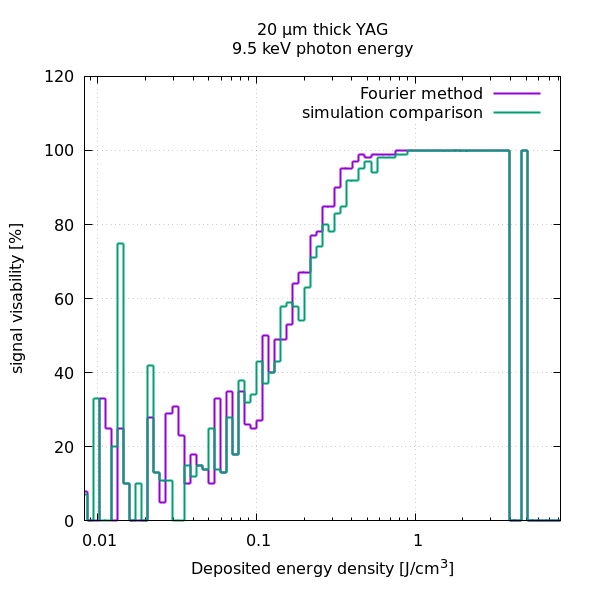 20 µm thick YAG
9.5 keV photon energy
120
100
80
60
40
20
0
signal visability [%]
Fourier method
simulation comparison
0.01
0.1
1
Deposited energy density [J/cm³]